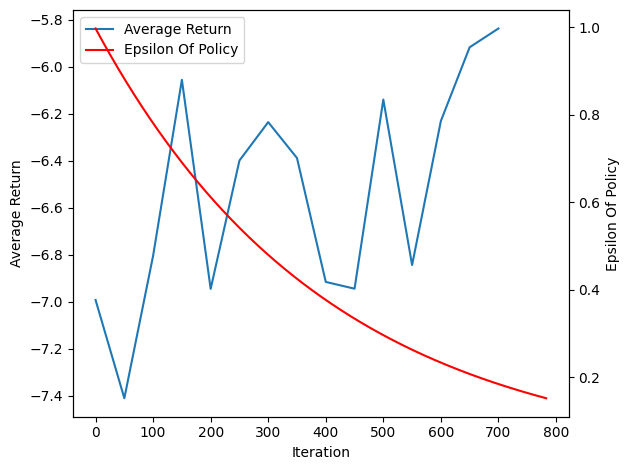 Average Return
Epsilon Of Policy
−5.8
−6.0
−6.2
−6.4
−6.6
−6.8
−7.0
−7.2
−7.4
Average Return
1.0
0.8
0.6
0.4
0.2
Epsilon Of Policy
0 100 200 300 400 500 600 700 800
Iteration